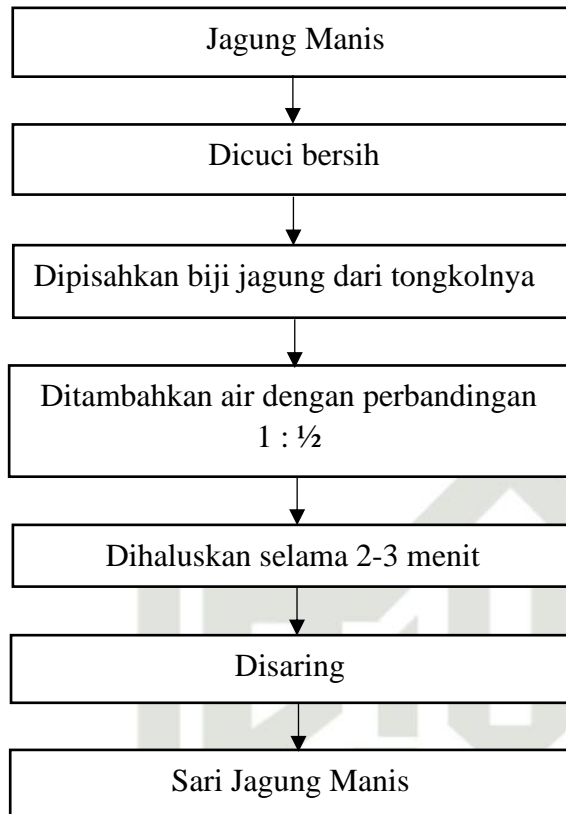 Jagung Manis
Dicuci bersih
Dipisahkan biji jagung dari tongkolnya
Ditambahkan air dengan perbandingan
1 : ½
Dihaluskan selama 2-3 menit
Disaring
Sari Jagung Manis